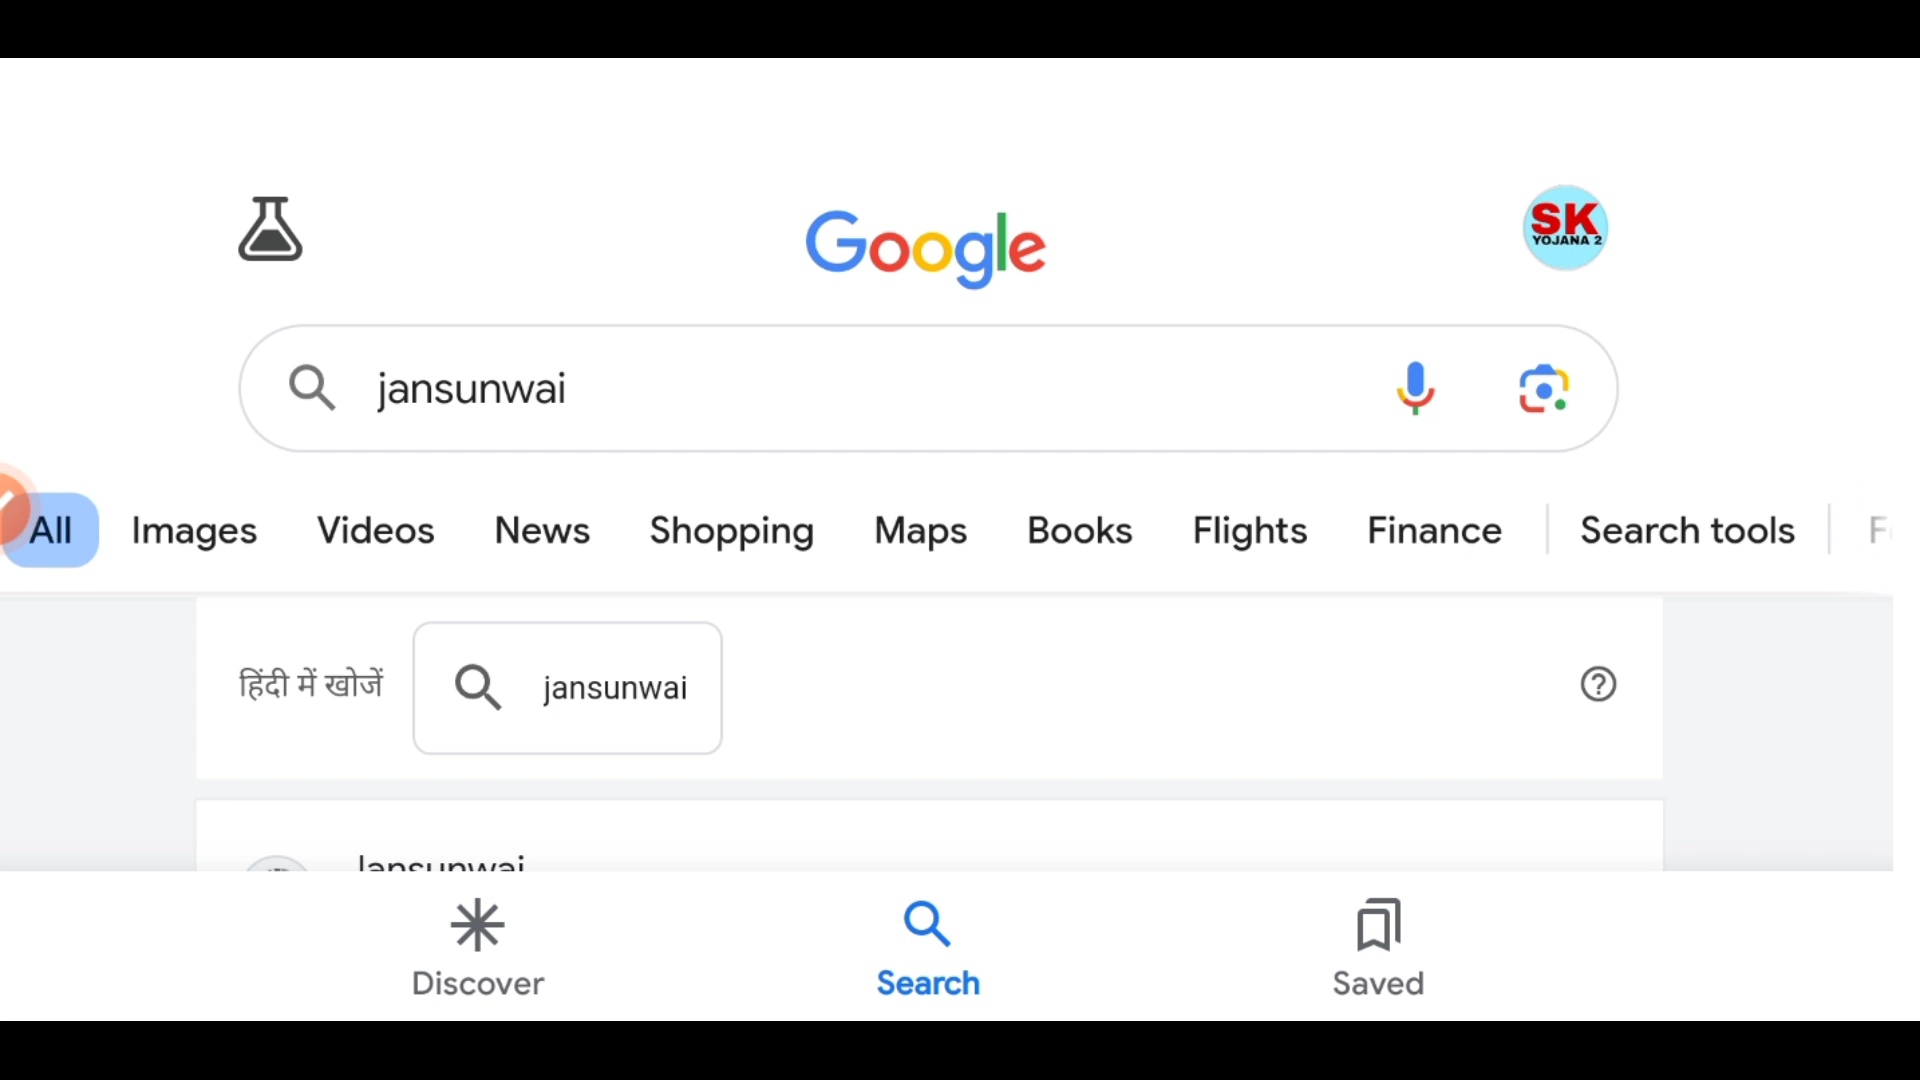 Google
SK
YOJANA 2
jansunwai
All Images Videos News Shopping Maps Books Flights Finance Search tools
हिंदी में खोजें jansunwai
Jansunwai
Discover Search Saved